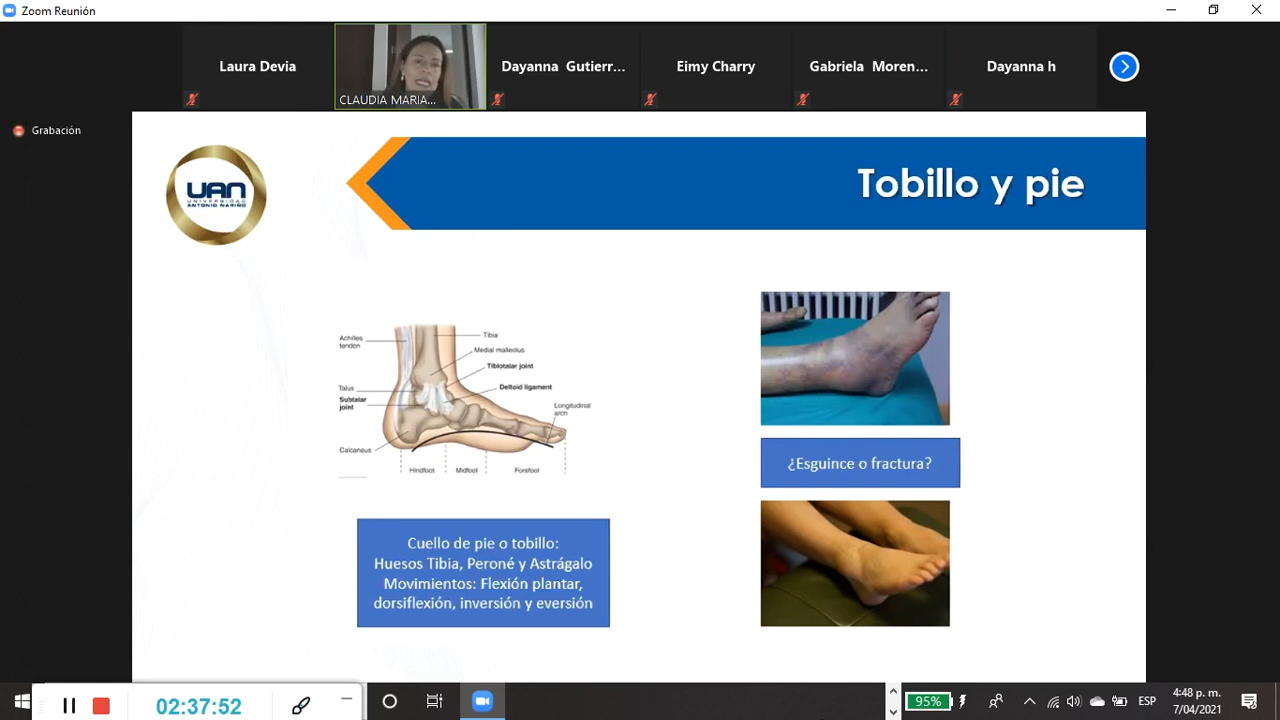 Zoom Reunión
Laura Devia
CLAUDIA MARIA...
Dayanna Gutierr...
Eimy Charry
Gabriela Moren...
Dayanna h
Grabación
UAN
UNIVERSIDAD
ANTONIO NARIÑO
Tobillo y pie
Achilles
tendon
Tibia
Medial malleolus
Tibiotalar joint
Talus
Deltoid ligament
Subtalar
joint
Longitudinal
arch
Calcaneus
Hindfoot
Midfoot
Forefoot
¿Esguince o fractura?
Cuello de pie o tobillo:
Huesos Tibia, Peroné y Astrágalo
Movimientos: Flexión plantar,
dorsiflexión, inversión y eversión
02:37:52
95%
ESP
4:48 p. m.
7/04/2021